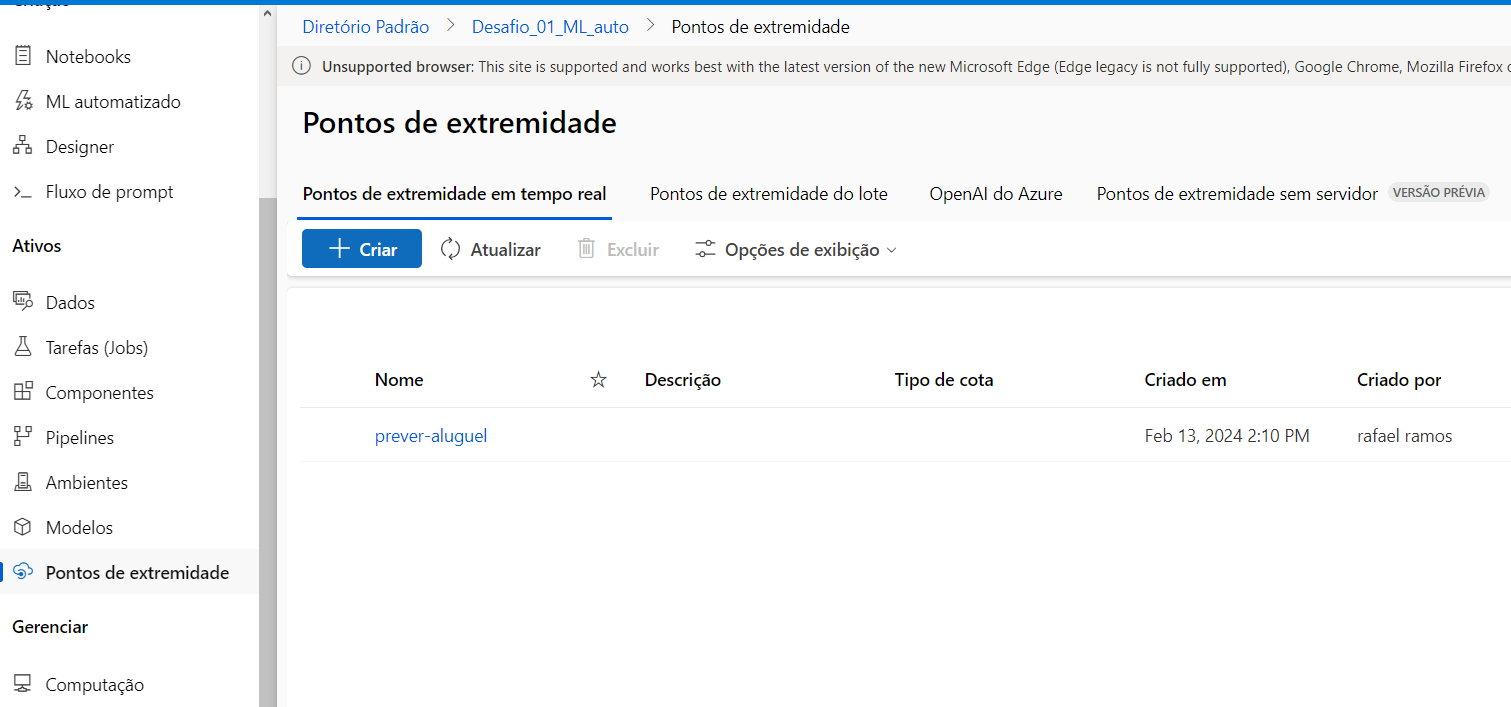 Criação
Notebooks
ML automatizado
Designer
Fluxo de prompt
Ativos
Dados
Tarefas (Jobs)
Componentes
Pipelines
Ambientes
Modelos
Pontos de extremidade
Gerenciar
Computação
Diretório Padrão > Desafio_01_ML_auto > Pontos de extremidade
Unsupported browser: This site is supported and works best with the latest version of the new Microsoft Edge (Edge legacy is not fully supported), Google Chrome, Mozilla Firefox
Pontos de extremidade
Pontos de extremidade em tempo real Pontos de extremidade do lote OpenAI do Azure Pontos de extremidade sem servidor VERSÃO PRÉVIA
Criar Atualizar Excluir Opções de exibição
Nome Descrição Tipo de cota Criado em Criado por
prever-aluguel Feb 13, 2024 2:10 PM rafael ramos